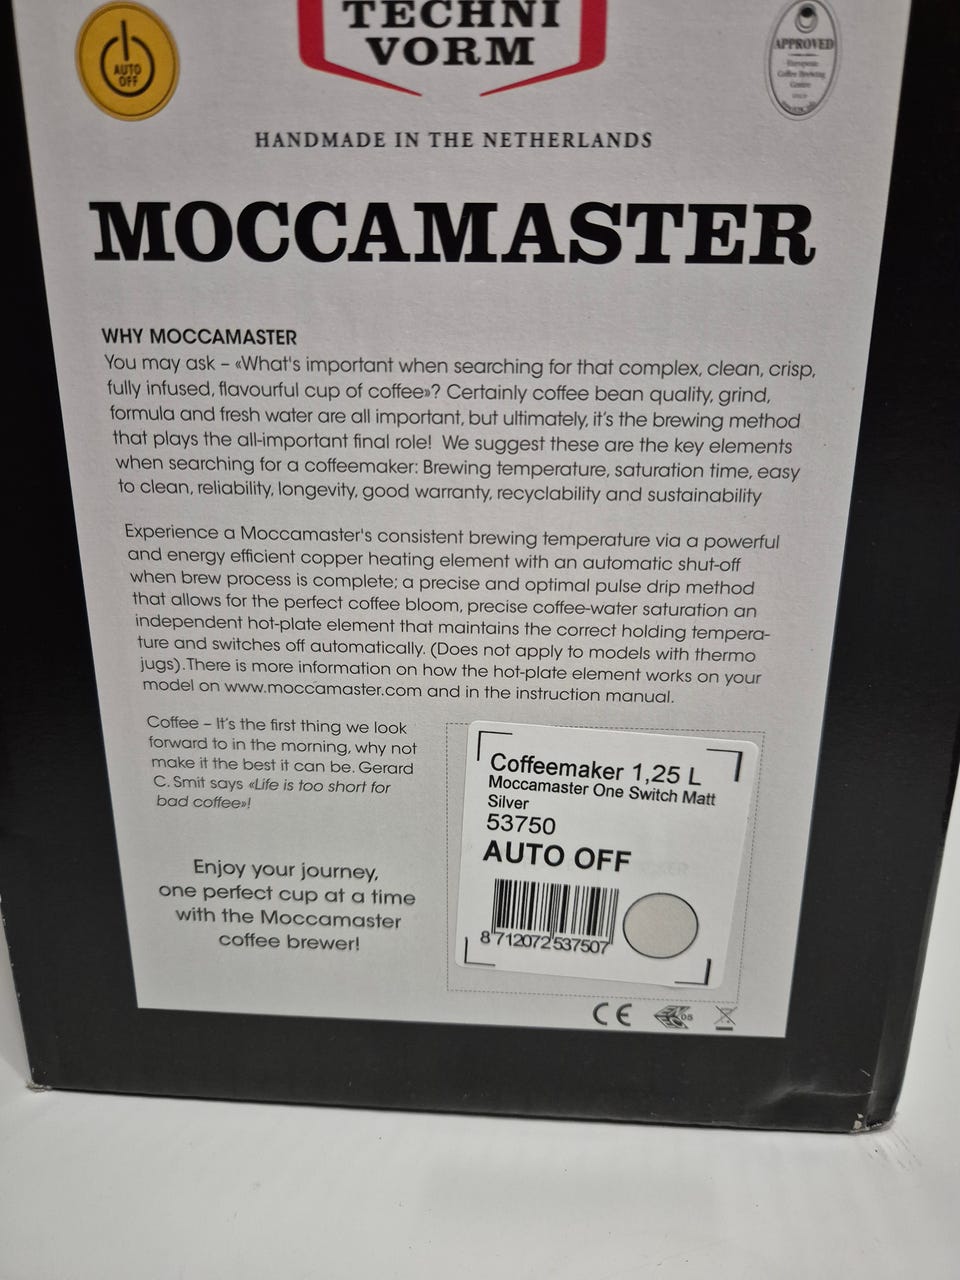 TECHNI
VORM
AUTO
OFF
APPROVED
European
Coffee Brewing
Centre
HANDMADE IN THE NETHERLANDS
MOCCAMASTER
WHY MOCCAMASTER
You may ask – «What's important when searching for that complex, clean, crisp,
fully infused, flavourful cup of coffee»? Certainly coffee bean quality, grind,
formula and fresh water are all important, but ultimately, it's the brewing method
that plays the all-important final role! We suggest these are the key elements
when searching for a coffeemaker: Brewing temperature, saturation time, easy
to clean, reliability, longevity, good warranty, recyclability and sustainability
Experience a Moccamaster's consistent brewing temperature via a powerful
and energy efficient copper heating element with an automatic shut-off
when brew process is complete; a precise and optimal pulse drip method
that allows for the perfect coffee bloom, precise coffee-water saturation an
independent hot-plate element that maintains the correct holding tempera-
ture and switches off automatically. (Does not apply to models with thermo
jugs).There is more information on how the hot-plate element works on your
model on www.moccamaster.com and in the instruction manual.
Coffee – It's the first thing we look
forward to in the morning, why not
make it the best it can be. Gerard
C. Smit says «Life is too short for
bad coffee»!
Enjoy your journey,
one perfect cup at a time
with the Moccamaster
coffee brewer!
Coffeemaker 1,25 L
Moccamaster One Switch Matt
Silver
53750
AUTO OFF
8 712072 537507
CE
05